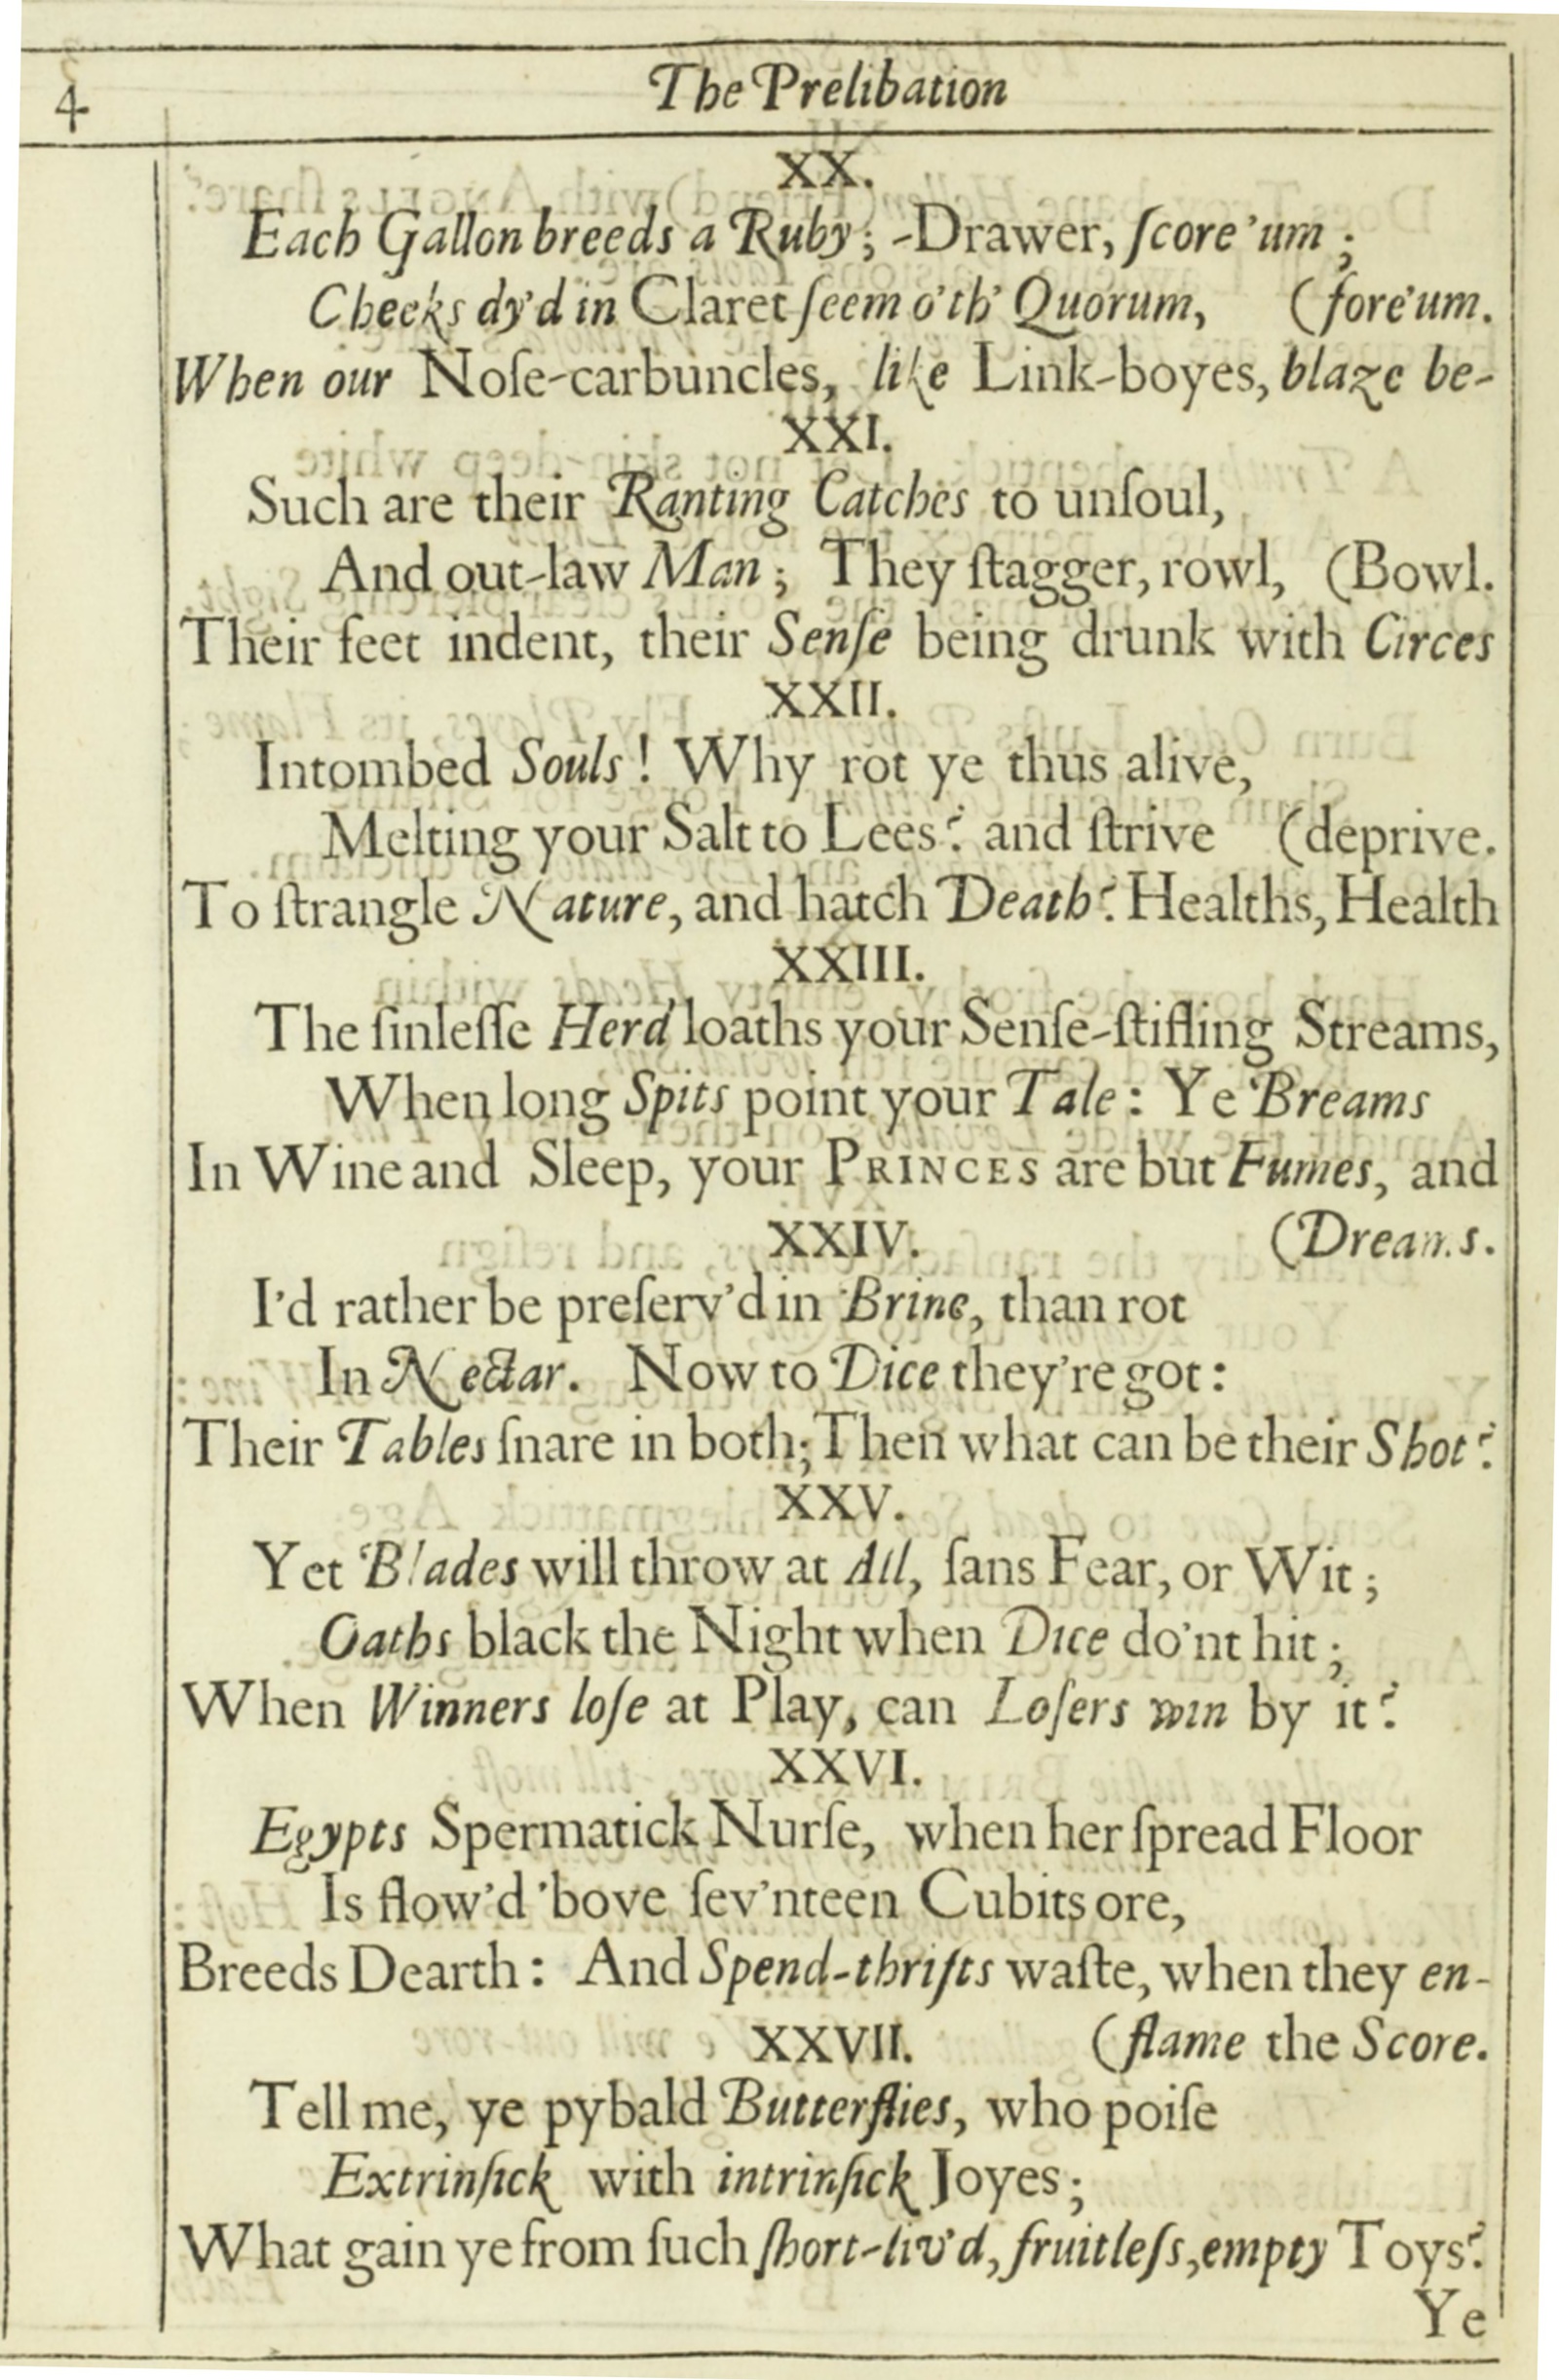 4
The Prelibation
XX.
Each Gallon breeds a Ruby; -Drawer, ſcore'um;
Cheeks dy'd in Claret ſeem o'th' Quorum, (fore'um.
When our Noſe-carbuncles, like Link-boyes, blaze be-
XXI.
Such are their Ranting Catches to unſoul,
And out-law Man; They ſtagger, rowl, (Bowl.
Their feet indent, their Senſe being drunk with Circes
XXII.
Intombed Souls! Why rot ye thus alive,
Melting your Salt to Lees? and ſtrive (deprive.
To ſtrangle Nature, and hatch Death? Healths, Health
XXIII.
The ſinleſſe Herd loaths your Senſe-ſtifling Streams,
When long Spits point your Tale: Ye Breams
In Wine and Sleep, your PRINCES are but Fumes, and
XXIV. (Dreams.
I'd rather be preſerv'd in Brine, than rot
In Nectar. Now to Dice they're got:
Their Tables ſnare in both; Then what can be their Shot?
XXV.
Yet Blades will throw at All, ſans Fear, or Wit;
Oaths black the Night when Dice do'nt hit;
When Winners loſe at Play, can Loſers win by it?
XXVI.
Egypts Spermatick Nurſe, when her ſpread Floor
Is flow'd 'bove ſev'nteen Cubits ore,
Breeds Dearth: And Spend-thrifts waſte, when they en-
XXVII. (flame the Score.
Tell me, ye pybald Butterflies, who poiſe
Extrinſick with intrinſick Joyes;
What gain ye from ſuch ſhort-liv'd, fruitleſs, empty Toys?
Ye